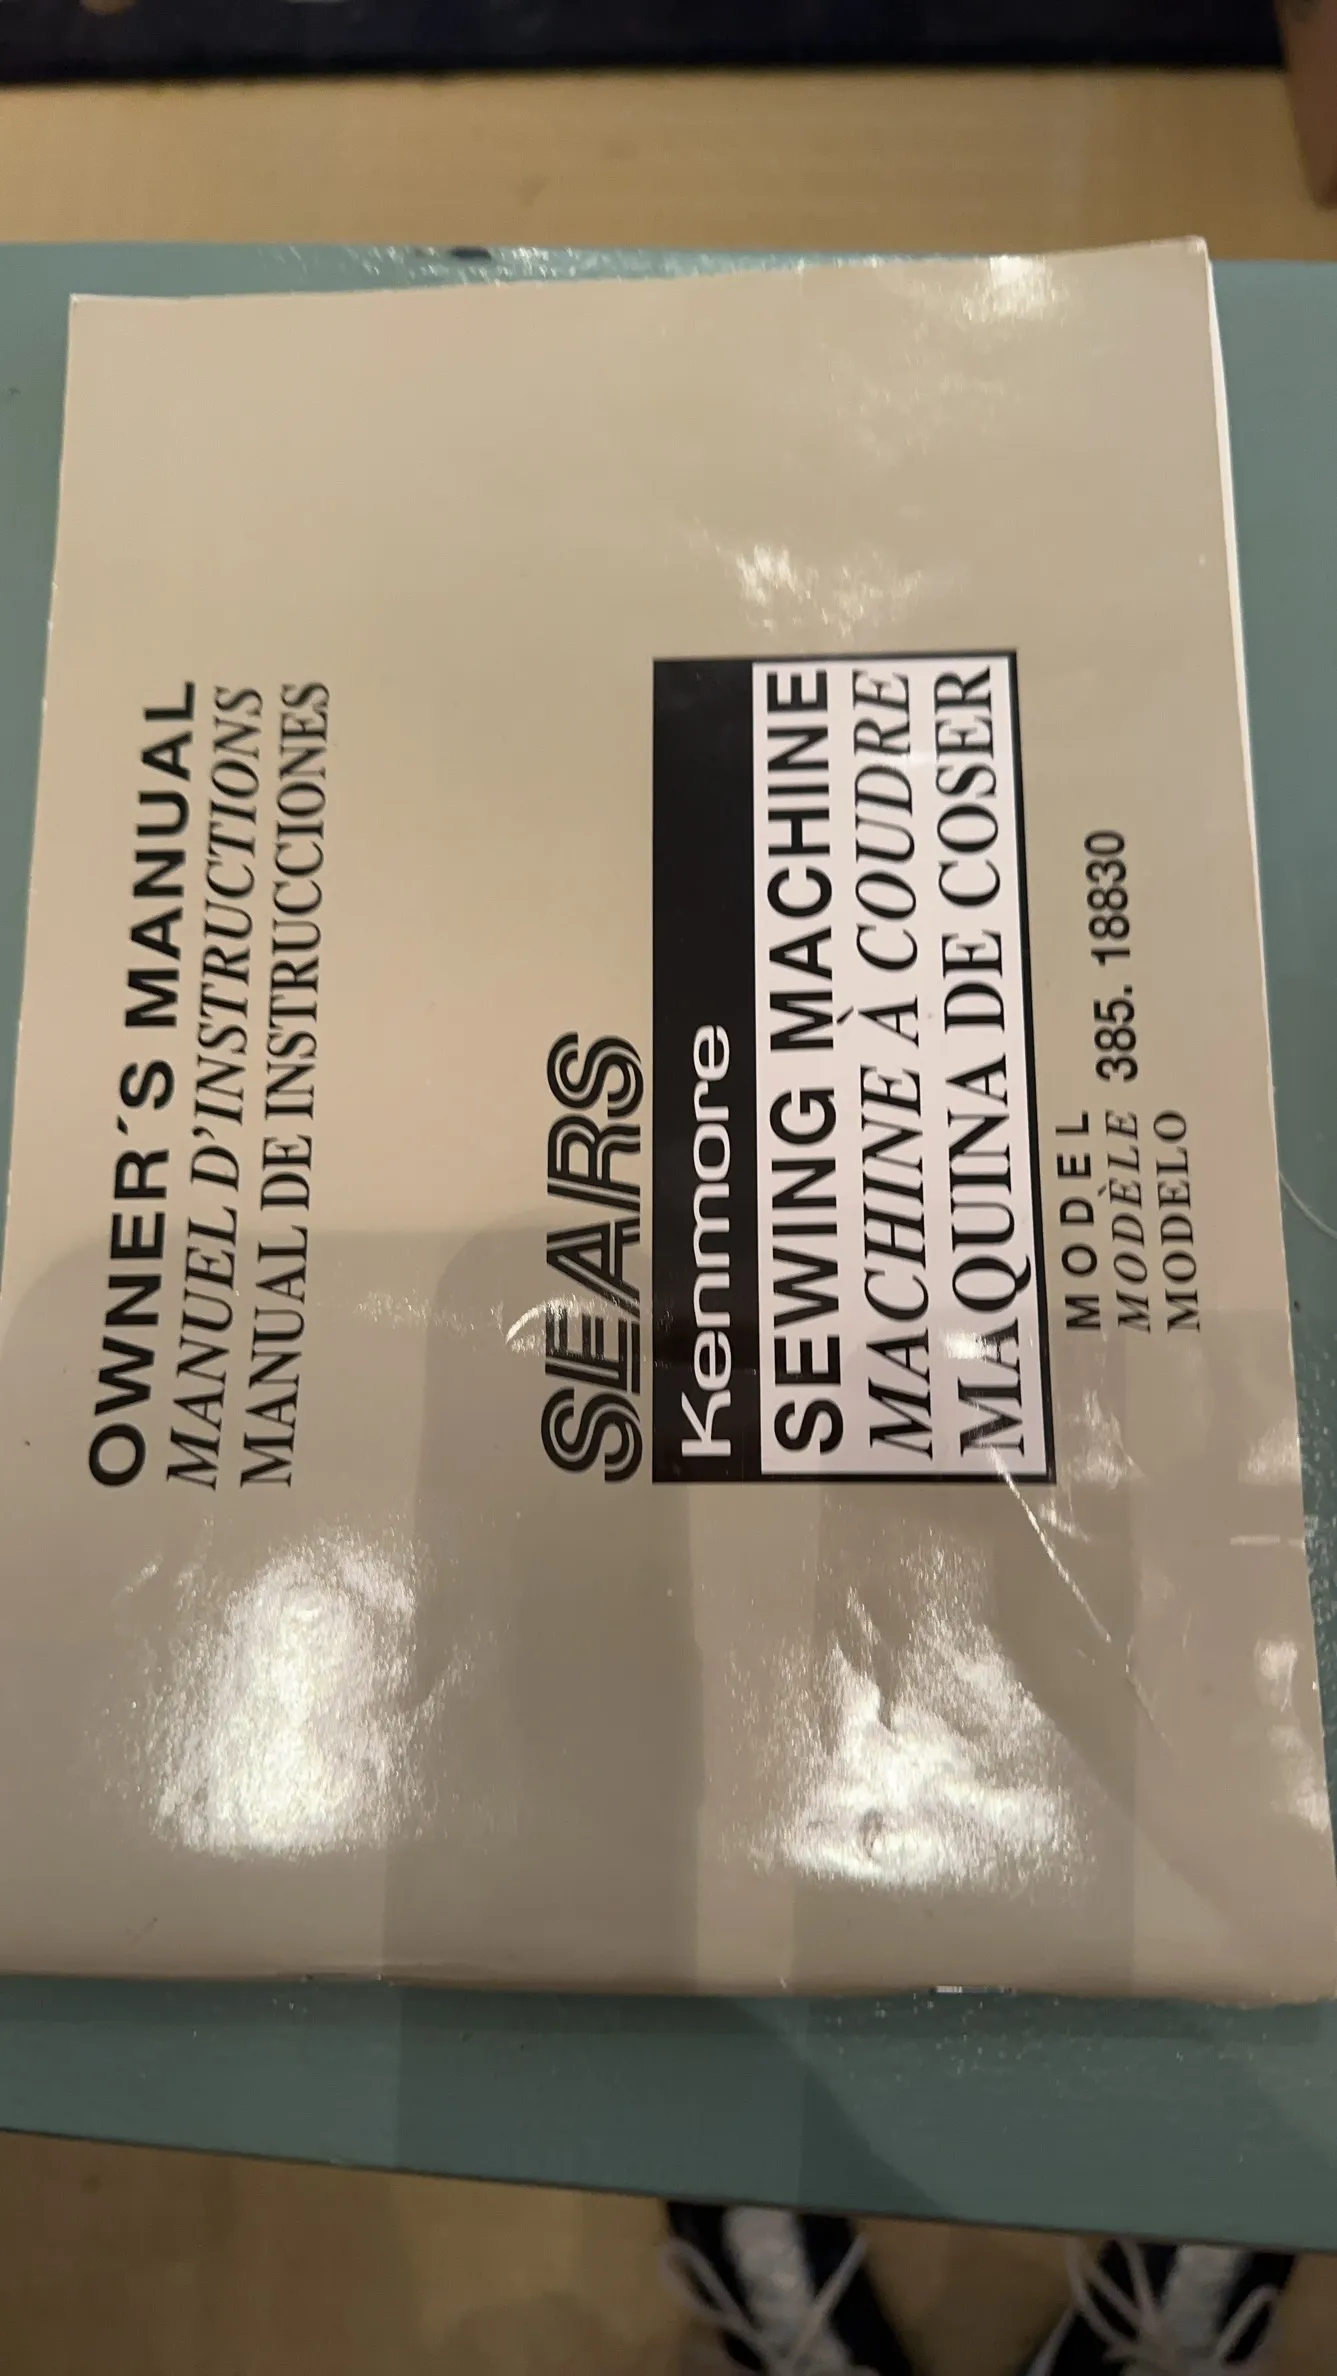 OWNER´S MANUAL
MANUEL D'INSTRUCTIONS
MANUAL DE INSTRUCCIONES
SEARS
Kenmore
SEWING MACHINE
MACHINE À COUDRE
MAQUINA DE COSER
MODEL
MODÈLE 385. 18830
MODELO